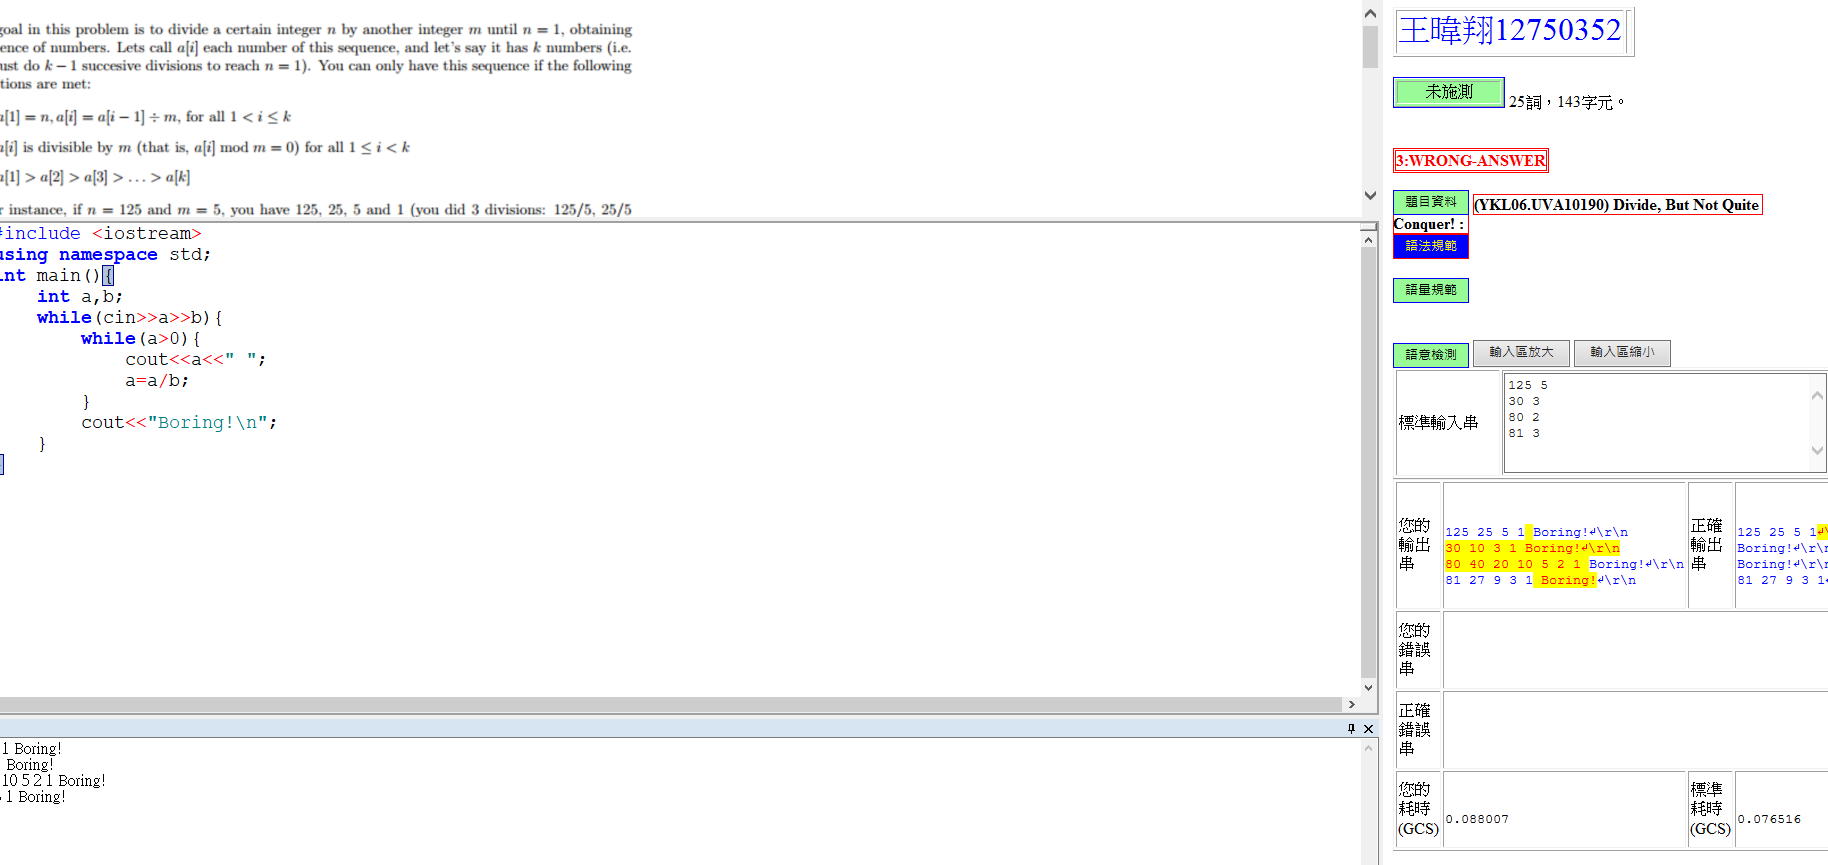 goal in this problem is to divide a certain integer n by another integer m until n = 1, obtaining
ence of numbers. Lets call a[i] each number of this sequence, and let's say it has k numbers (i.e.
ust do k − 1 succesive divisions to reach n = 1). You can only have this sequence if the following
tions are met:
a[1] = n, a[i] = a[i − 1] ÷ m, for all 1 < i ≤ k
a[i] is divisible by m (that is, a[i] mod m = 0) for all 1 ≤ i < k
a[1] > a[2] > a[3] > … > a[k]
r instance, if n = 125 and m = 5, you have 125, 25, 5 and 1 (you did 3 divisions: 125/5, 25/5
#include <iostream>
using namespace std;
int main(){
int a,b;
while(cin>>a>>b){
while(a>0){
cout<<a<<" ";
a=a/b;
}
cout<<"Boring!\n";
}
1 Boring!
Boring!
10 5 2 1 Boring!
1 Boring!
王暐翔12750352
未施測 25詞，143字元。
3:WRONG-ANSWER
題目資料 (YKL06.UVA10190) Divide, But Not Quite
Conquer! :
語法規範
語量規範
語意檢測 輸入區放大 輸入區縮小
標準輸入串
125 5
30 3
80 2
81 3
您的輸出串
125 25 5 1 Boring!↲\r\n
30 10 3 1 Boring!↲\r\n
80 40 20 10 5 2 1 Boring!↲\r\n
81 27 9 3 1 Boring!↲\r\n
正確輸出串
125 25 5 1↲\
Boring!↲\r\n
Boring!↲\r\n
81 27 9 3 1↲
您的錯誤串
正確錯誤串
您的耗時(GCS)
0.088007
標準耗時(GCS)
0.076516